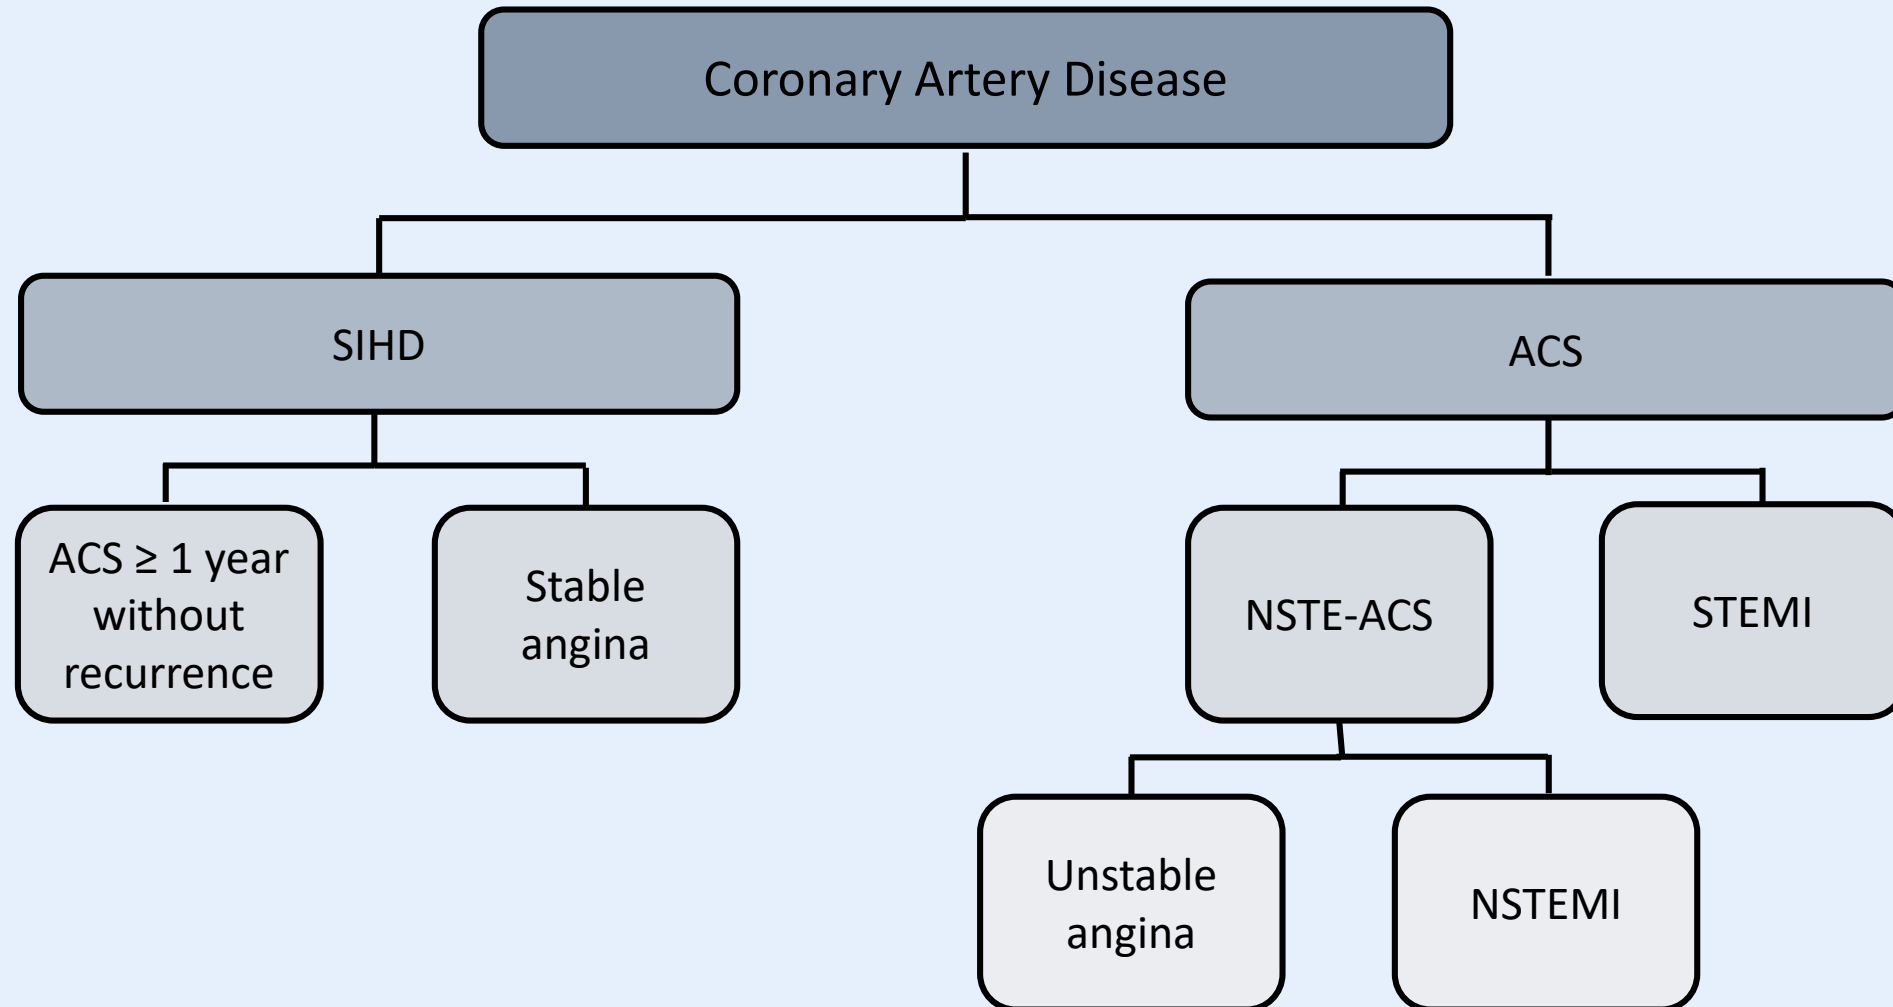 Coronary Artery Disease
SIHD
ACS
ACS ≥ 1 year
without
recurrence
Stable
angina
NSTE-ACS
STEMI
Unstable
angina
NSTEMI